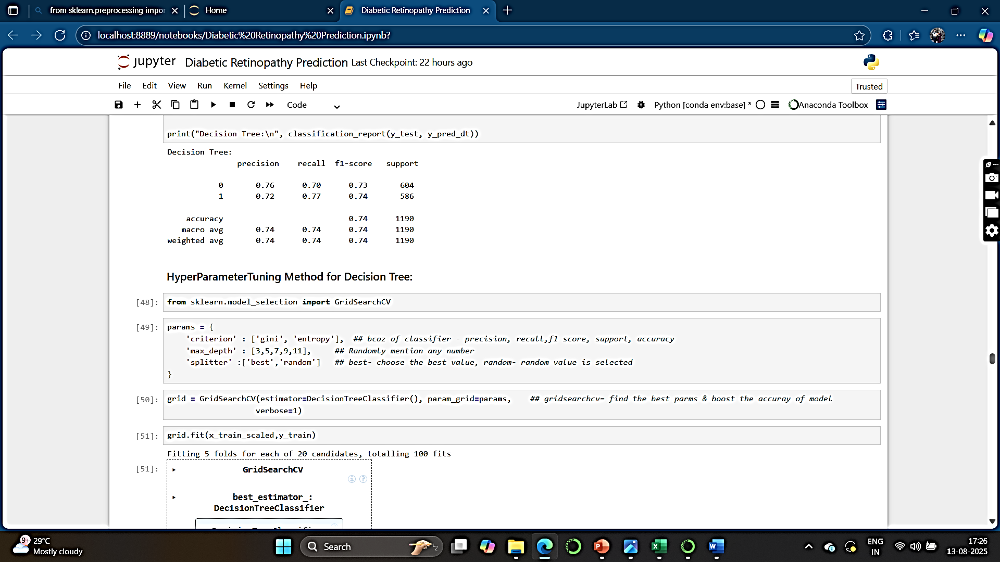 from sklearn.preprocessing impor
Home
Diabetic Retinopathy Prediction
localhost:8889/notebooks/Diabetic%20Retinopathy%20Prediction.ipynb?
jupyter Diabetic Retinopathy Prediction Last Checkpoint: 22 hours ago
File Edit View Run Kernel Settings Help
Trusted
Code
JupyterLab Python [conda env:base] * Anaconda Toolbox
print("Decision Tree:\n", classification_report(y_test, y_pred_dt))
Decision Tree:
precision recall f1-score support
0 0.76 0.70 0.73 604
1 0.72 0.77 0.74 586
accuracy 0.74 1190
macro avg 0.74 0.74 0.74 1190
weighted avg 0.74 0.74 0.74 1190
HyperParameterTuning Method for Decision Tree:
[48]: from sklearn.model_selection import GridSearchCV
[49]: params = {
'criterion' : ['gini', 'entropy'], ## bcoz of classifier - precision, recall,f1 score, support, accuracy
'max_depth' : [3,5,7,9,11], ## Randomly mention any number
'splitter' :['best','random'] ## best- choose the best value, random- random value is selected
}
[50]: grid = GridSearchCV(estimator=DecisionTreeClassifier(), param_grid=params, ## gridsearchcv= find the best parms & boost the accuray of model
verbose=1)
[51]: grid.fit(x_train_scaled,y_train)
Fitting 5 folds for each of 20 candidates, totalling 100 fits
[51]: GridSearchCV
best_estimator_:
DecisionTreeClassifier
9+ 29°C
Mostly cloudy
Search
ENG
IN
17:26
13-08-2025